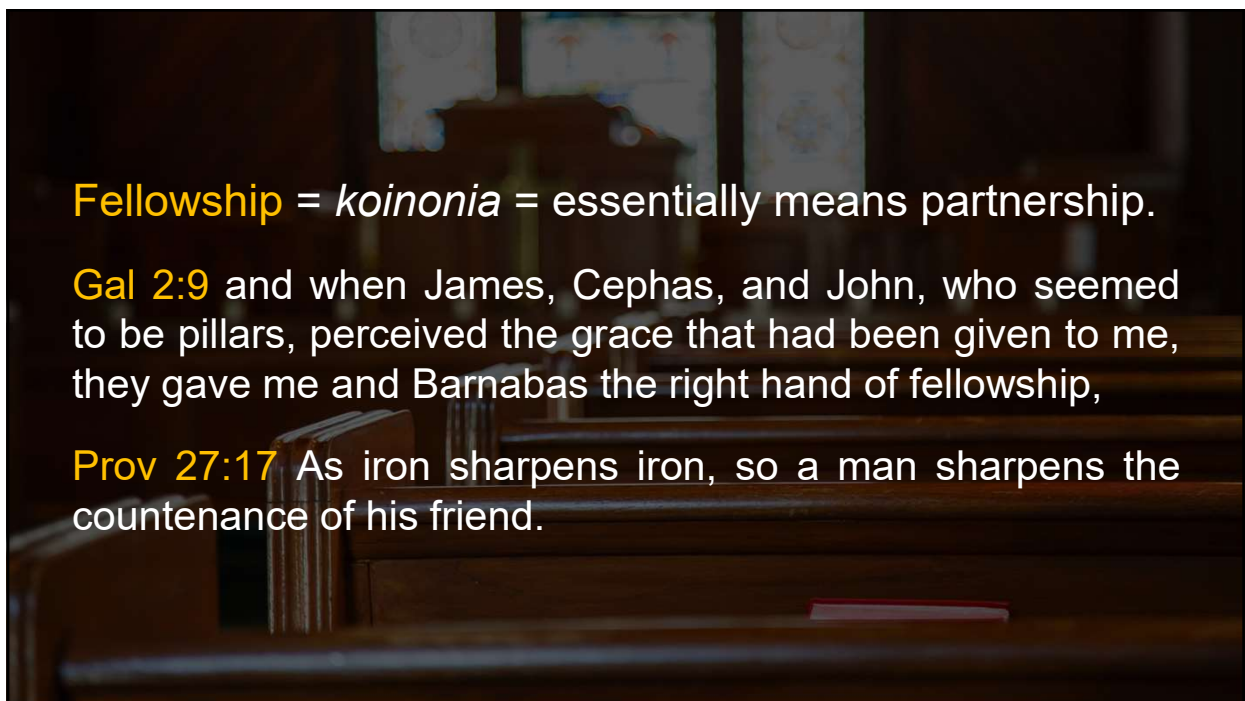 Fellowship = koinonia = essentially means partnership.
Gal 2:9 and when James, Cephas, and John, who seemed
to be pillars, perceived the grace that had been given to me,
they gave me and Barnabas the right hand of fellowship,
Prov 27:17 As iron sharpens iron, so a man sharpens the
countenance of his friend.